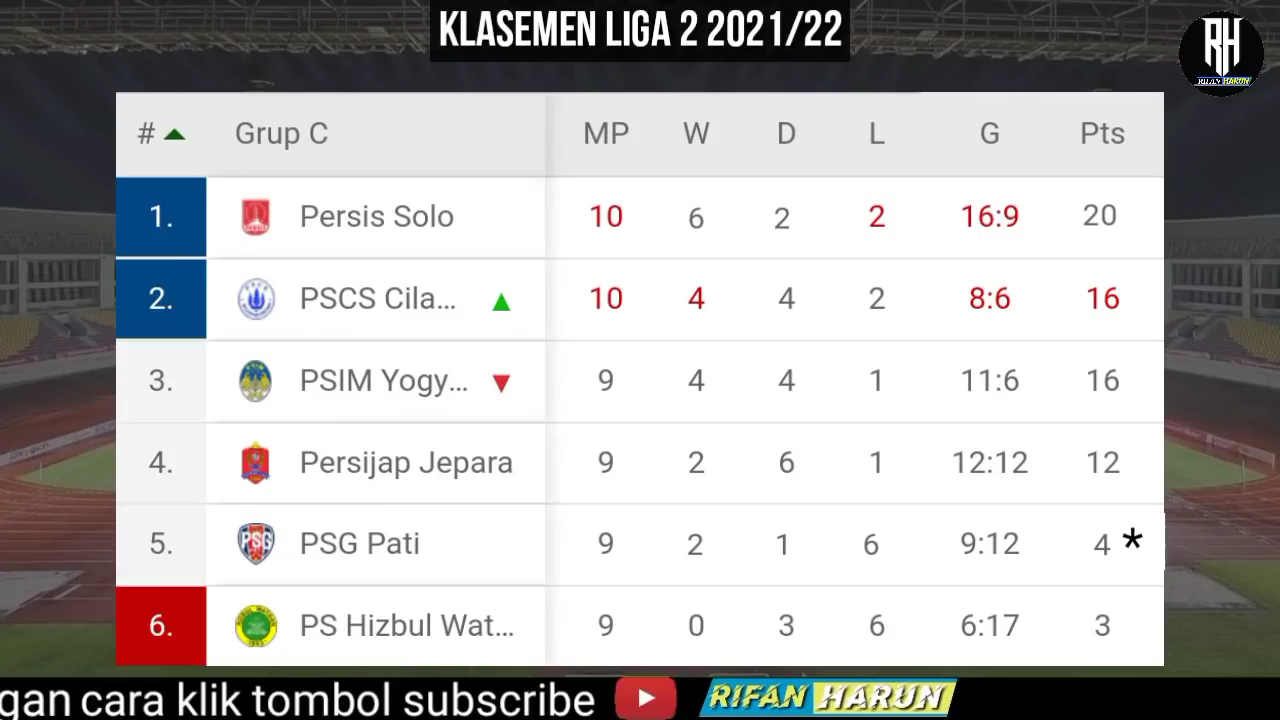 KLASEMEN LIGA 2 2021/22
RH
RIFAN HARUN
# Grup C MP W D L G Pts
1. Persis Solo 10 6 2 2 16:9 20
2. PSCS Cila... 10 4 4 2 8:6 16
3. PSIM Yogy... 9 4 4 1 11:6 16
4. Persijap Jepara 9 2 6 1 12:12 12
5. PSG Pati 9 2 1 6 9:12 4 *
6. PS Hizbul Wat... 9 0 3 6 6:17 3
gan cara klik tombol subscribe RIFAN HARUN